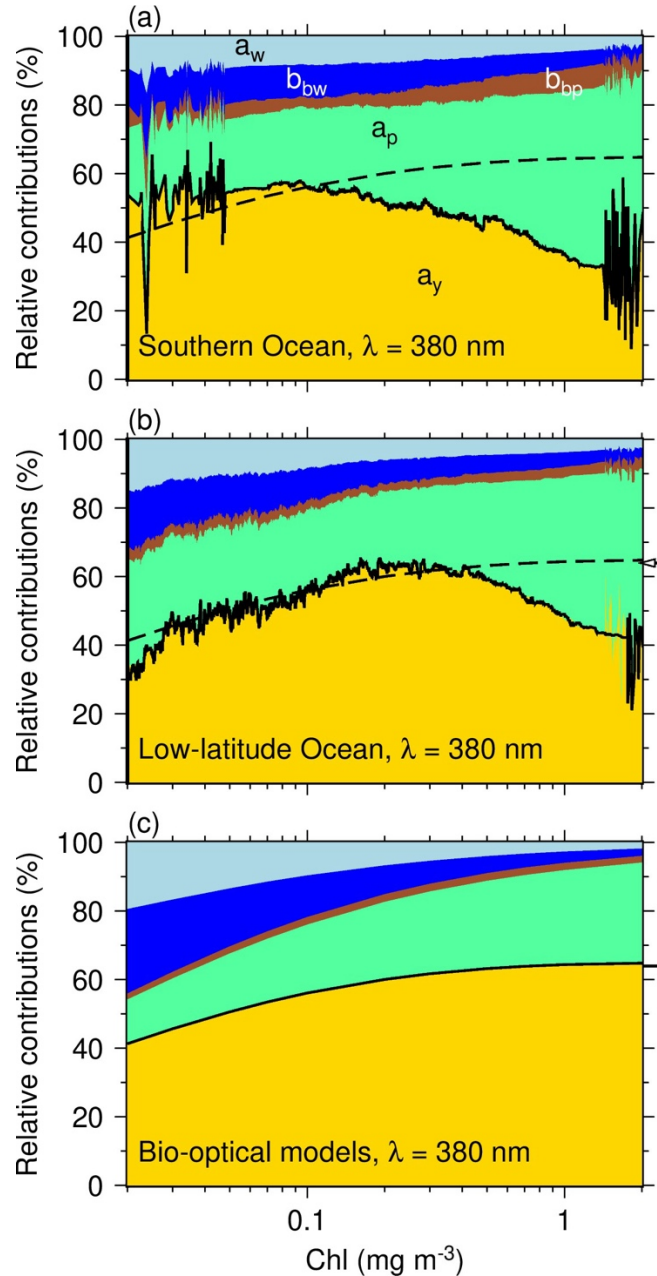 (a)
100
80
60
40
20
0
Relative contributions (%)
a_w
b_bw
b_bp
a_p
a_y
Southern Ocean, λ = 380 nm
(b)
100
80
60
40
20
0
Relative contributions (%)
Low-latitude Ocean, λ = 380 nm
(c)
100
80
60
40
20
0
Relative contributions (%)
Bio-optical models, λ = 380 nm
0.1
1
Chl (mg m⁻³)